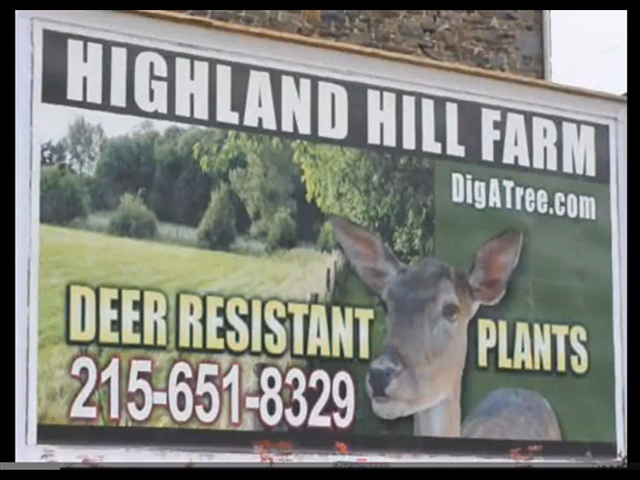 HIGHLAND HILL FARM
DigATree.com
DEER RESISTANT PLANTS
215-651-8329